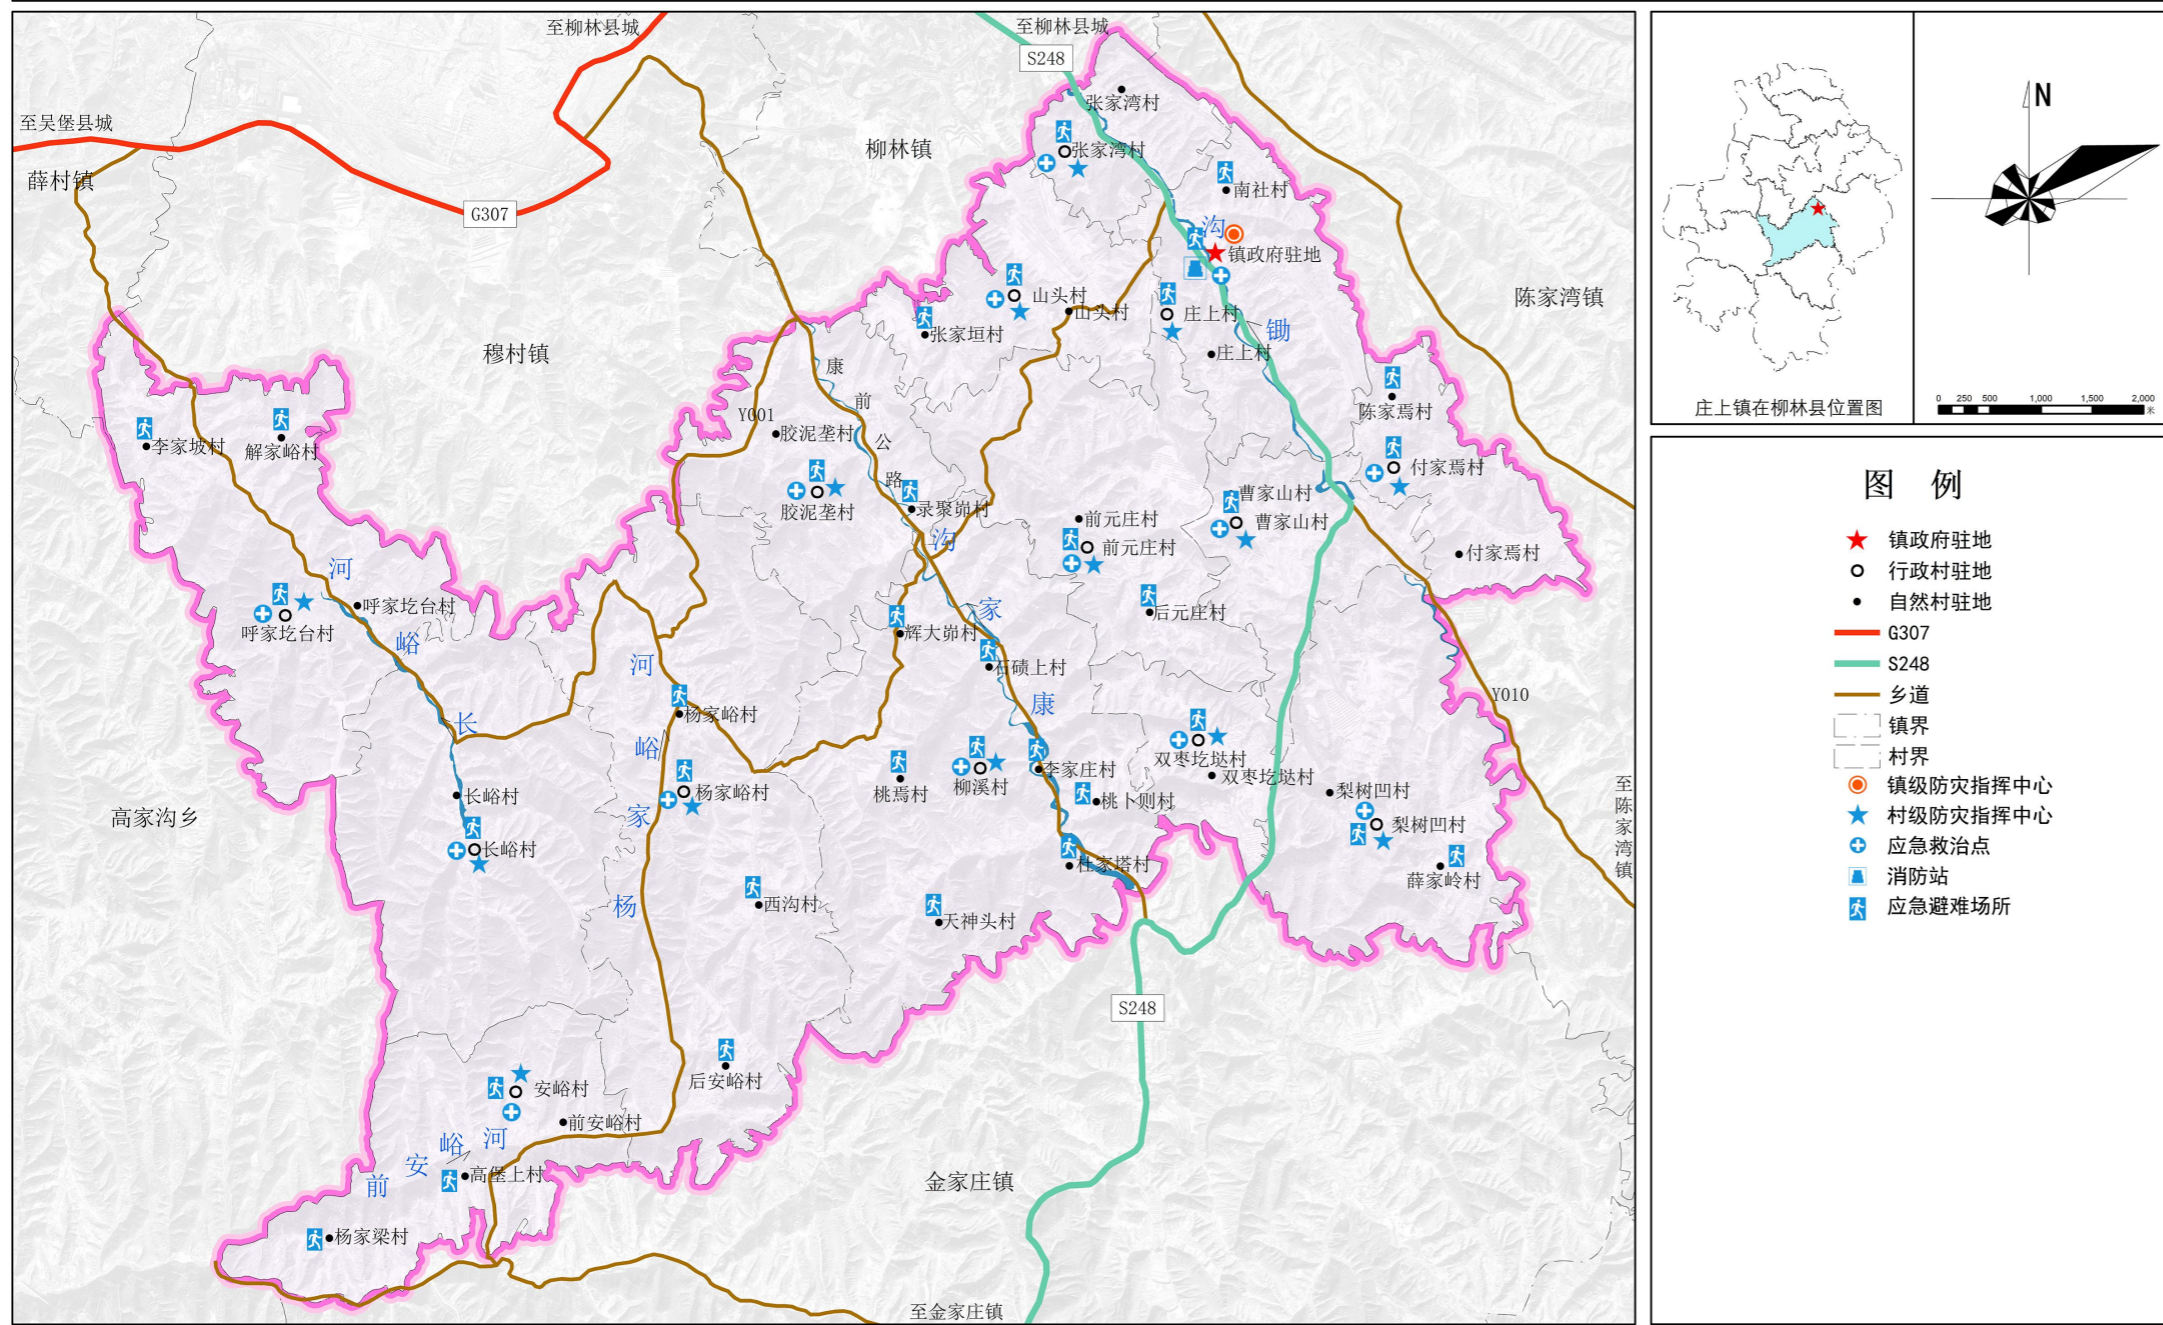 至柳林县城
至柳林县城
S248
张家湾村
至吴堡县城
柳林镇
张家湾村
薛村镇
南社村
G307
沟
镇政府驻地
山头村
山头村
庄上村
陈家湾镇
锄
张家垣村
穆村镇
庄上村
康
前
公
路
Y001
陈家焉村
胶泥垄村
李家坡村
解家峪村
付家焉村
曹家山村
曹家山村
胶泥垄村
录聚峁村
前元庄村
前元庄村
沟
付家焉村
河
呼家圪台村
呼家圪台村
家
后元庄村
辉大峁村
峪
河
石碛上村
康
Y010
杨家峪村
长
峪
双枣圪垯村
双枣圪垯村
李家庄村
柳溪村
桃焉村
桃卜则村
杨家峪村
梨树凹村
长峪村
家
梨树凹村
高家沟乡
至陈家湾镇
长峪村
杜家塔村
薛家岭村
杨
西沟村
天神头村
S248
后安峪村
安峪村
前安峪村
河
峪
安
前
高堡上村
金家庄镇
杨家梁村
至金家庄镇
庄上镇在柳林县位置图
N
0 250 500 1,000 1,500 2,000
米
图 例
镇政府驻地
行政村驻地
自然村驻地
G307
S248
乡道
镇界
村界
镇级防灾指挥中心
村级防灾指挥中心
应急救治点
消防站
应急避难场所